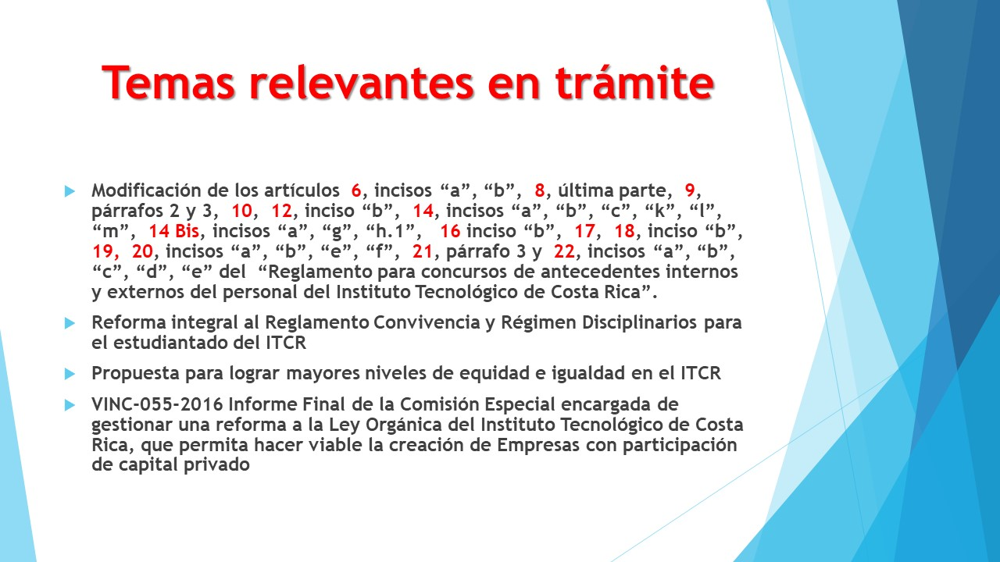 Temas relevantes en trámite
Modificación de los artículos 6, incisos “a”, “b”, 8, última parte, 9,
párrafos 2 y 3, 10, 12, inciso “b”, 14, incisos “a”, “b”, “c”, “k”, “l”,
“m”, 14 Bis, incisos “a”, “g”, “h.1”, 16 inciso “b”, 17, 18, inciso “b”,
19, 20, incisos “a”, “b”, “e”, “f”, 21, párrafo 3 y 22, incisos “a”, “b”,
“c”, “d”, “e” del “Reglamento para concursos de antecedentes internos
y externos del personal del Instituto Tecnológico de Costa Rica”.
Reforma integral al Reglamento Convivencia y Régimen Disciplinarios para
el estudiantado del ITCR
Propuesta para lograr mayores niveles de equidad e igualdad en el ITCR
VINC-055-2016 Informe Final de la Comisión Especial encargada de
gestionar una reforma a la Ley Orgánica del Instituto Tecnológico de Costa
Rica, que permita hacer viable la creación de Empresas con participación
de capital privado